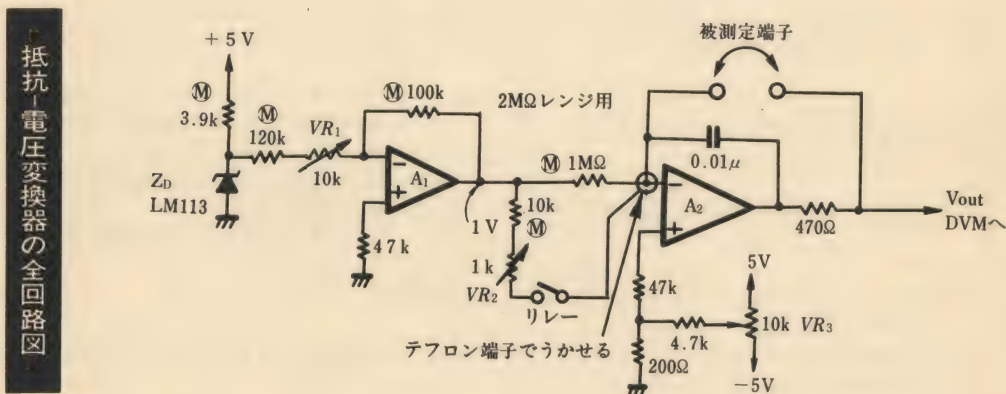 抵抗-電圧変換器の全回路図
+5V
Ⓜ
3.9k
ZD
LM113
Ⓜ
120k
VR1
10k
Ⓜ 100k
−
+
A1
47k
1V
2MΩレンジ用
Ⓜ 1MΩ
10k
Ⓜ
1k
VR2
リレー
テフロン端子でうかせる
被測定端子
0.01μ
−
+
A2
470Ω
Vout
DVMへ
47k
4.7k
200Ω
5V
10k VR3
−5V